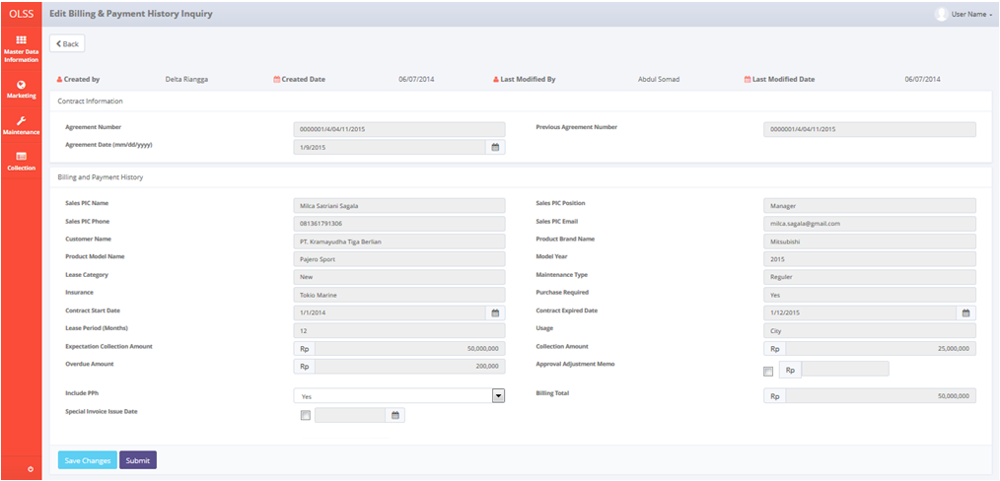 OLSS
Edit Billing & Payment History Inquiry
User Name
Master Data
Information
Marketing
Maintenance
Collection
Back
Created by Delta Riangga Created Date 06/07/2014 Last Modified By Abdul Somad Last Modified Date 06/07/2014
Contract Information
Agreement Number 0000001/4/04/11/2015 Previous Agreement Number 0000001/4/04/11/2015
Agreement Date (mm/dd/yyyy) 1/9/2015
Billing and Payment History
Sales PIC Name Milca Satriani Sagala Sales PIC Position Manager
Sales PIC Phone 081361791306 Sales PIC Email milca.sagala@gmail.com
Customer Name PT. Kramayudha Tiga Berlian Product Brand Name Mitsubishi
Product Model Name Pajero Sport Model Year 2015
Lease Category New Maintenance Type Reguler
Insurance Tokio Marine Purchase Required Yes
Contract Start Date 1/1/2014 Contract Expired Date 1/12/2015
Lease Period (Months) 12 Usage City
Expectation Collection Amount Rp 50,000,000 Collection Amount Rp 25,000,000
Overdue Amount Rp 200,000 Approval Adjustment Memo Rp
Include PPh Yes Billing Total Rp 50,000,000
Special Invoice Issue Date
Save Changes Submit